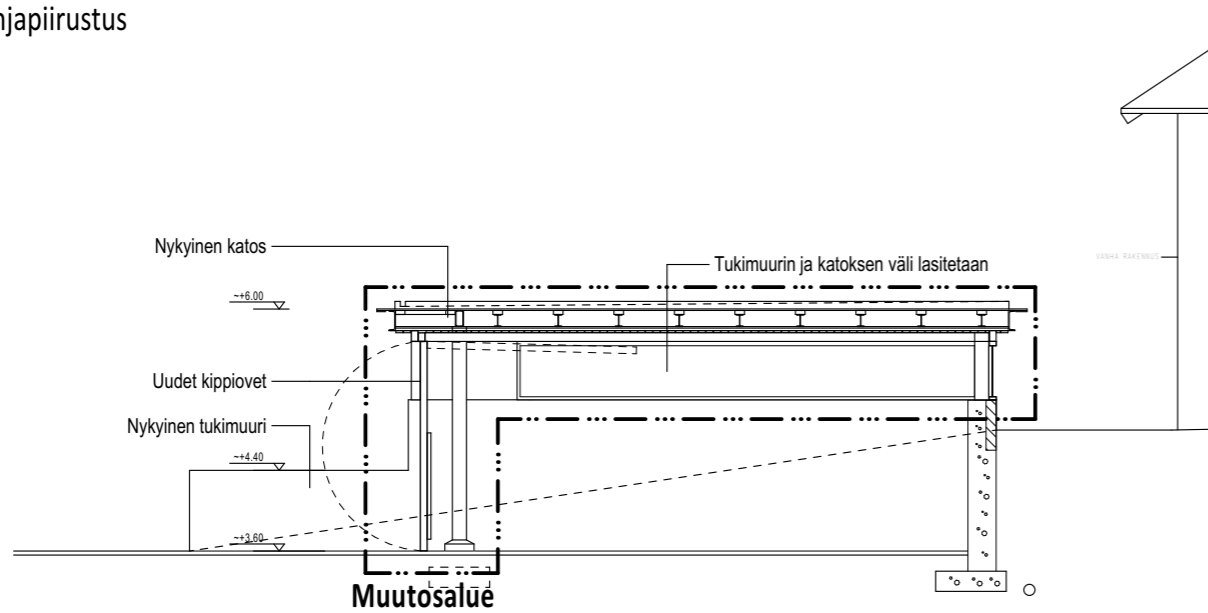 njapiirustus
Nykyinen katos
Tukimuurin ja katoksen väli lasitetaan
VANHA RAKENNUS
~+6.00
Uudet kippiovet
Nykyinen tukimuuri
~+4.40
~+3.60
Muutosalue